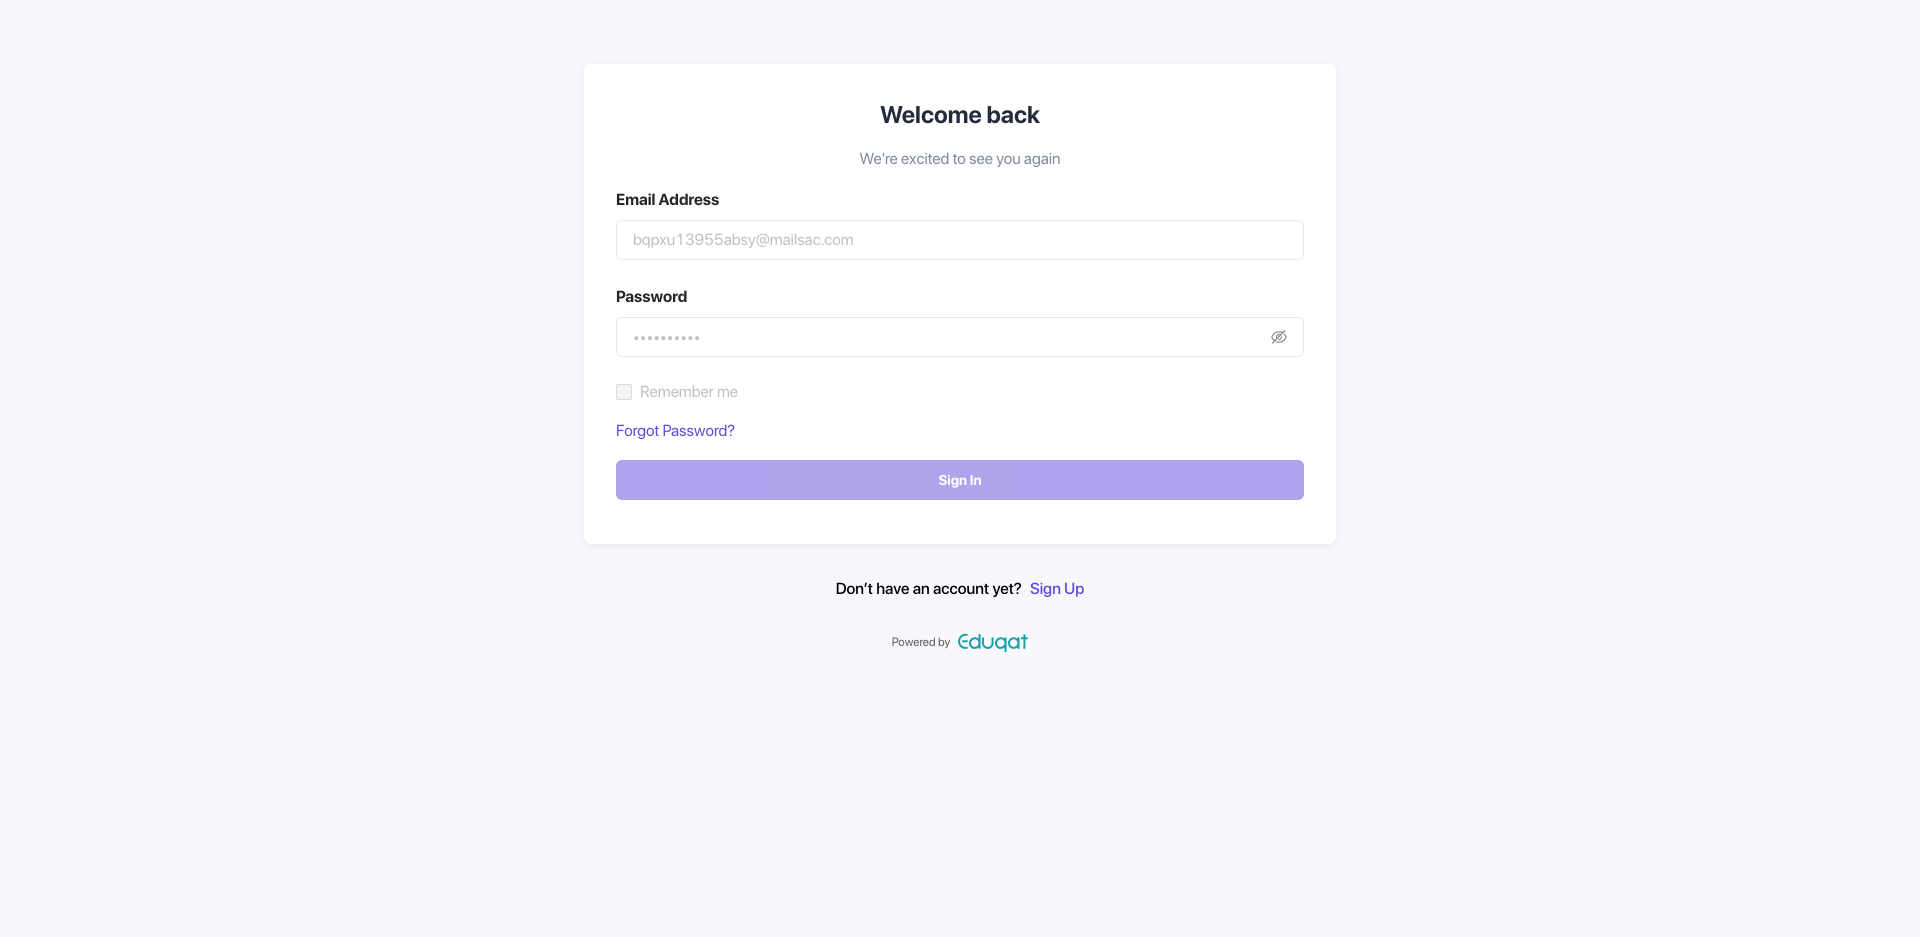 Welcome back
We're excited to see you again
Email Address
bqpxu13955absy@mailsac.com
Password
••••••••••
Remember me
Forgot Password?
Sign In
Don't have an account yet? Sign Up
Powered by Eduqat